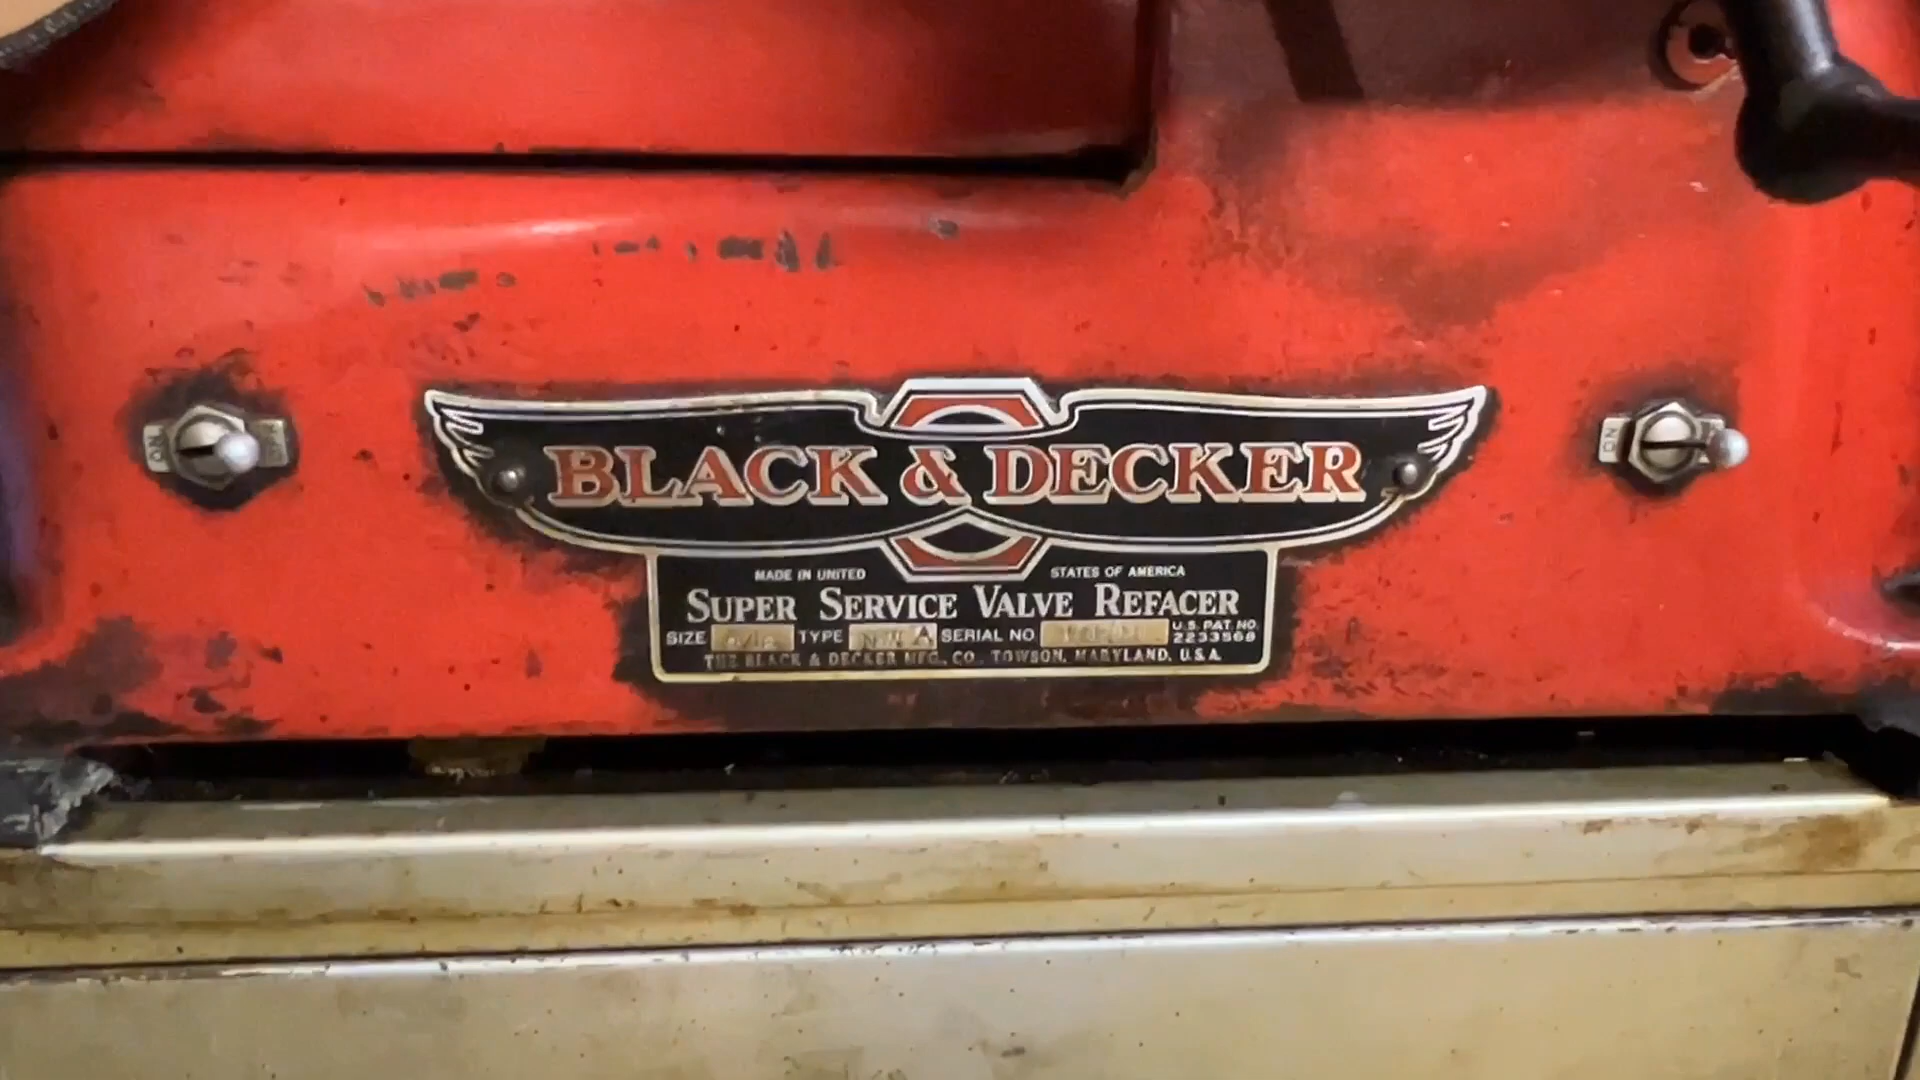 BLACK & DECKER
MADE IN UNITED STATES OF AMERICA
SUPER SERVICE VALVE REFACER
SIZE TYPE A SERIAL NO U.S. PAT. NO. 2233568
THE BLACK & DECKER MFG. CO. TOWSON, MARYLAND, U.S.A.
ON
ON